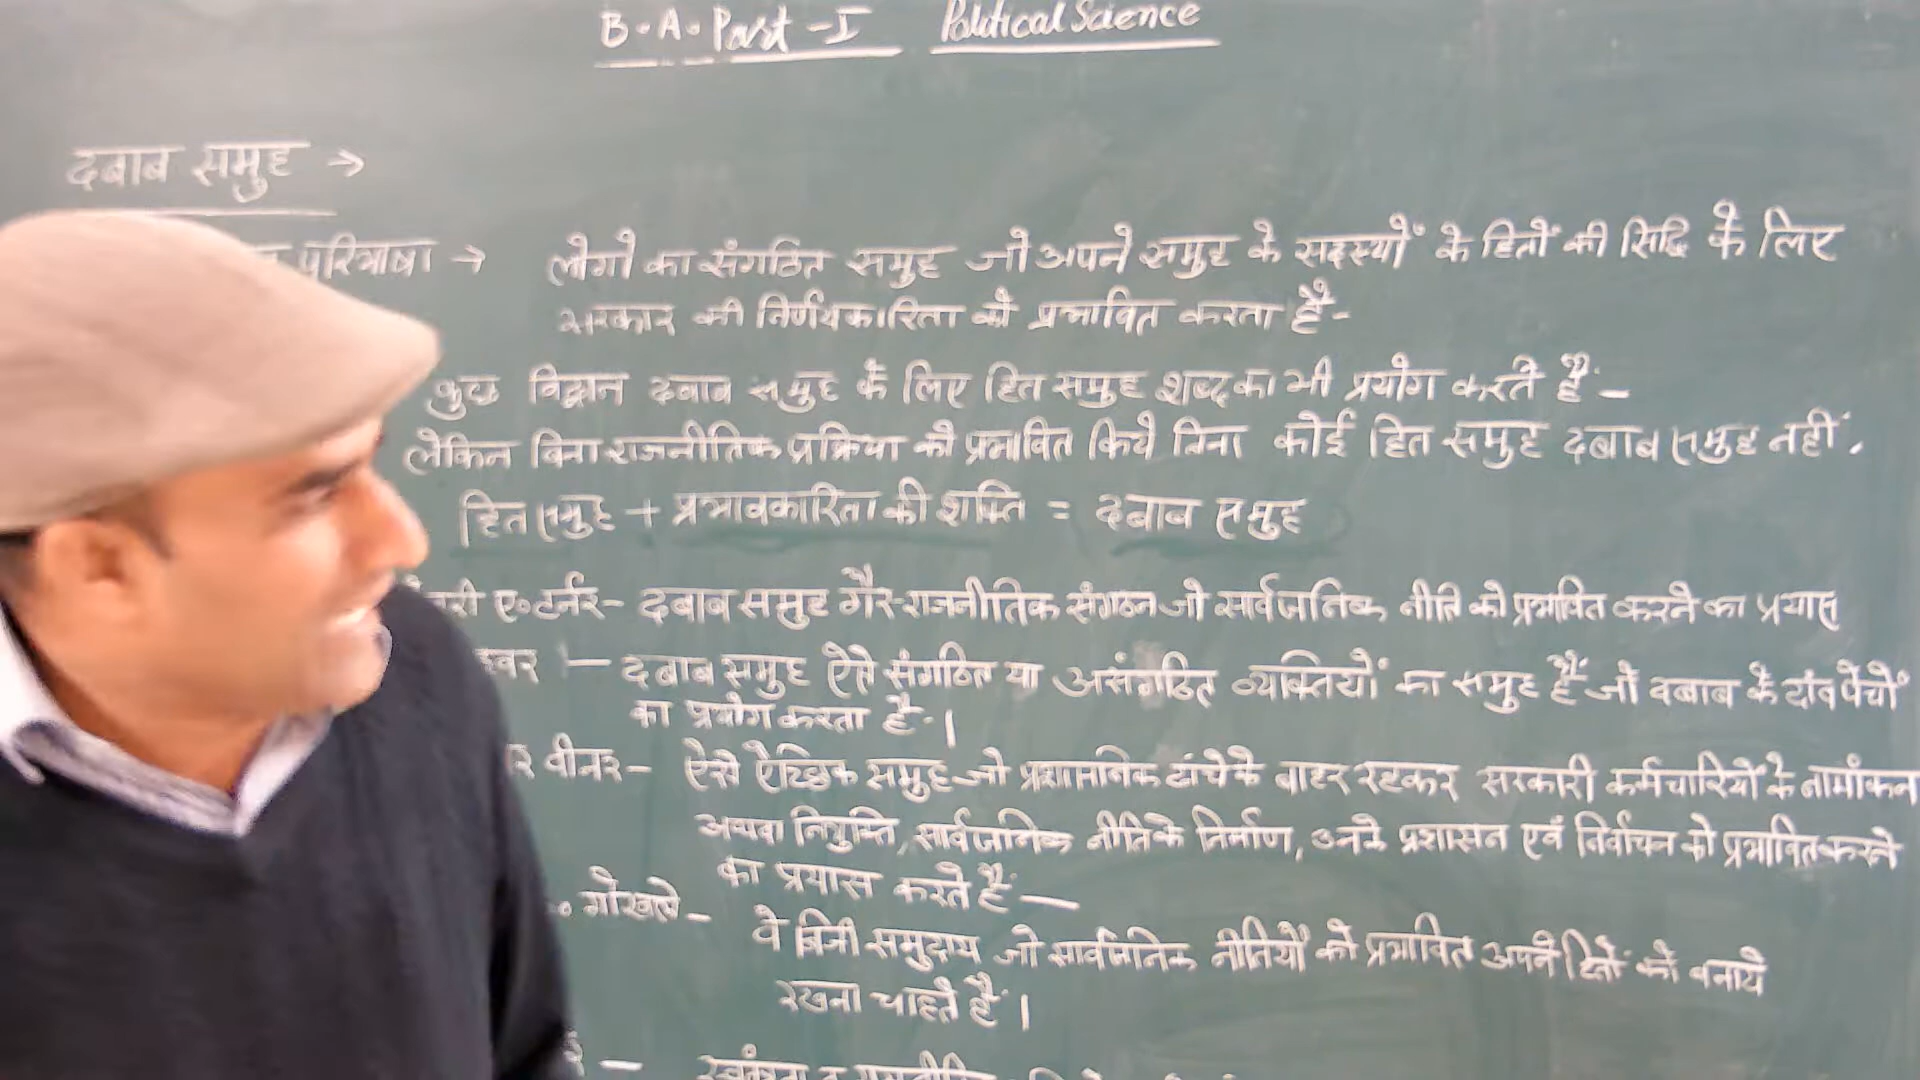 B.A. Part-I Political Science
दबाब समुह →
परिभाषा → लोगों का संगठित समुह जो अपने समुह के सदस्यों के हितों की सिद्धि के लिए
सरकार की निर्णयकारिता को प्रभावित करता है-
कुछ विद्वान दबाब समुह के लिए हित समुह शब्द का भी प्रयोग करते हैं -
लेकिन बिना राजनीतिक प्रक्रिया को प्रभावित किये बिना कोई हित समुह दबाब समुह नहीं.
हित समुह + प्रभावकारिता की शक्ति = दबाब समुह
री ए॰ टर्नर- दबाब समुह गैर-राजनीतिक संगठन जो सार्वजनिक नीति को प्रभावित करने का प्रयास
दबाब समुह ऐसे संगठित या असंगठित व्यक्तियों का समुह हैं जो दबाब के दांव पेंचों
का प्रयोग करता है।
र वीनर- ऐसे ऐच्छिक समुह जो प्रशासनिक ढांचे के बाहर रहकर सरकारी कर्मचारियों के नामांकन
अथवा नियुक्ति, सार्वजनिक नीति के निर्माण, उनके प्रशासन एवं निर्वाचन को प्रभावित करने
का प्रयास करते हैं —
गोखले- वे निजी समुदाय जो सार्वजनिक नीतियों को प्रभावित अपने हितों को बनाये
रखना चाहते हैं।